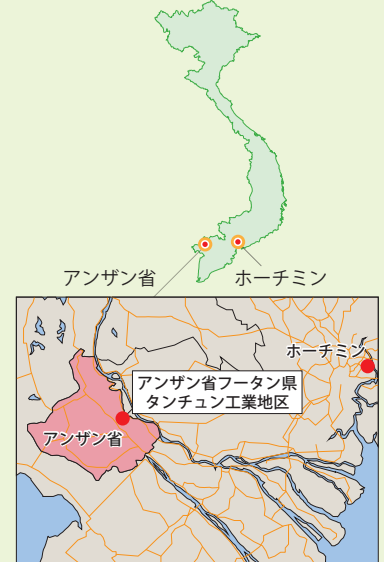 アンザン省
ホーチミン
ホーチミン
アンザン省フータン県
タンチュン工業地区
アンザン省